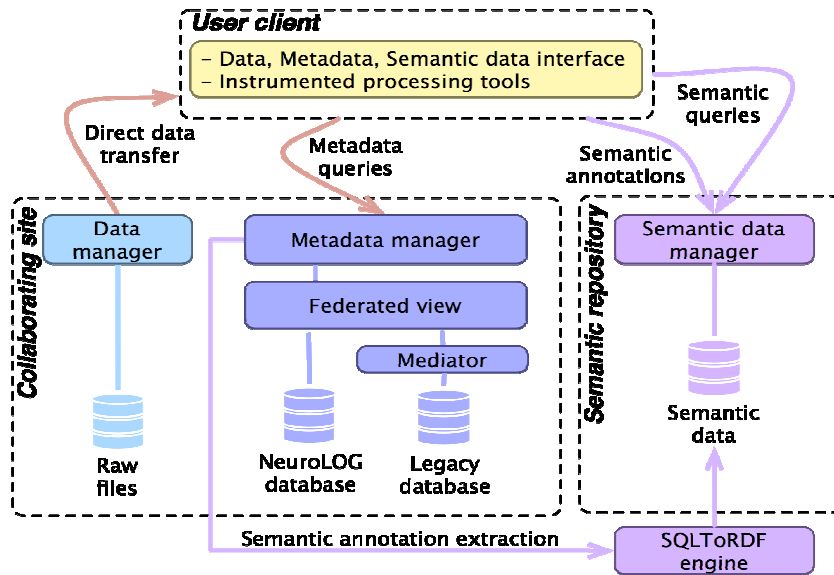 User client
- Data, Metadata, Semantic data interface
- Instrumented processing tools
Direct data
transfer
Metadata
queries
Semantic
annotations
Semantic
queries
Collaborating site
Data
manager
Metadata manager
Federated view
Mediator
Raw
files
NeuroLOG
database
Legacy
database
Semantic repository
Semantic data
manager
Semantic
data
Semantic annotation extraction
SQLToRDF
engine